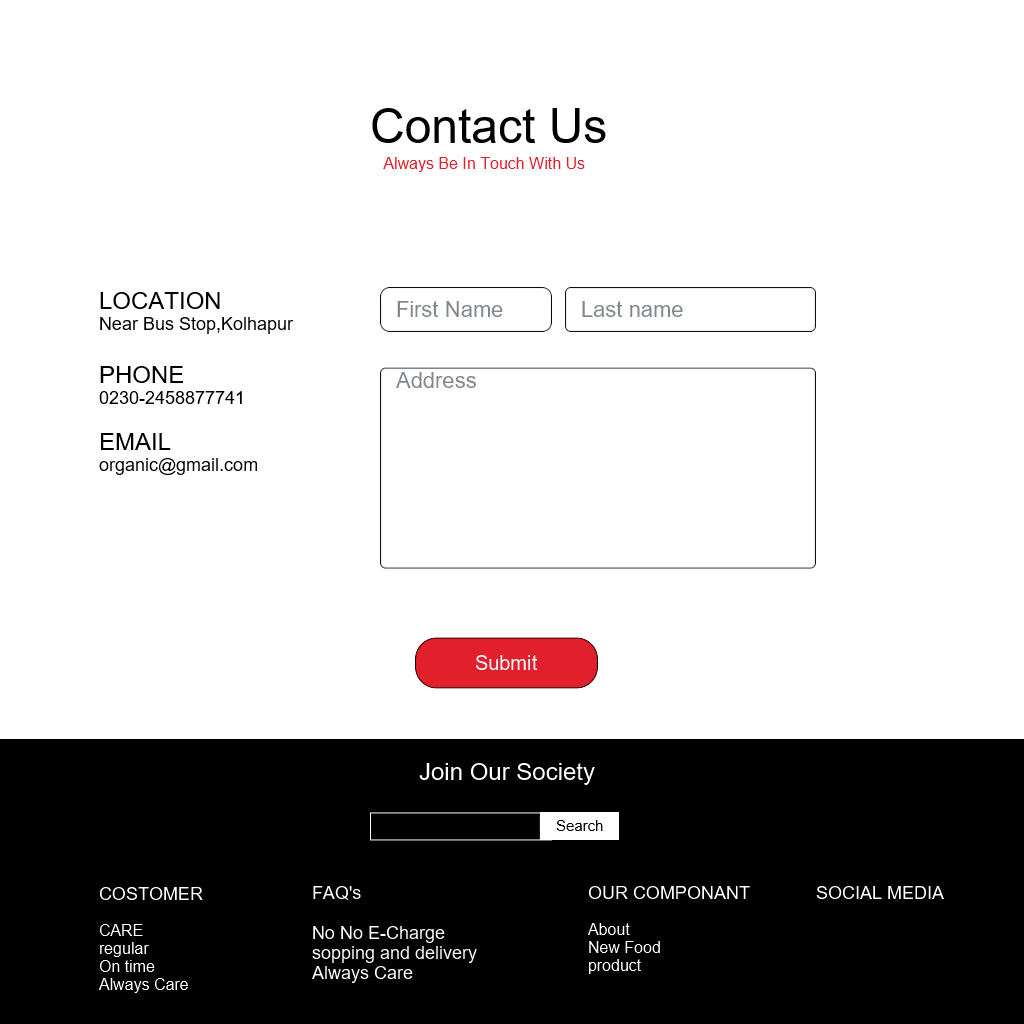 Contact Us
Always Be In Touch With Us
LOCATION
Near Bus Stop,Kolhapur
PHONE
0230-2458877741
EMAIL
organic@gmail.com
First Name
Last name
Address
Submit
Join Our Society
Search
COSTOMER
CARE
regular
On time
Always Care
FAQ's
No No E-Charge
sopping and delivery
Always Care
OUR COMPONANT
About
New Food
product
SOCIAL MEDIA